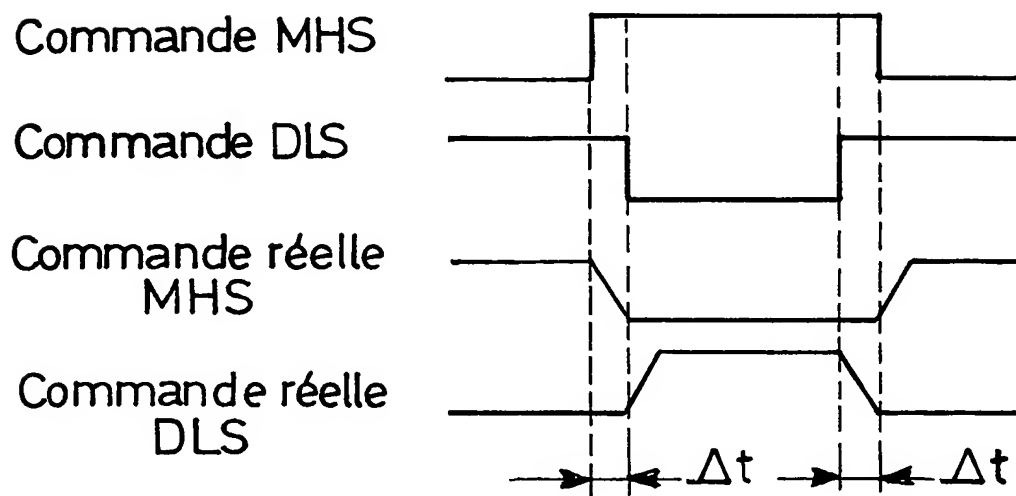 Commande MHS
Commande DLS
Commande réelle
MHS
Commande réelle
DLS
Δt Δt